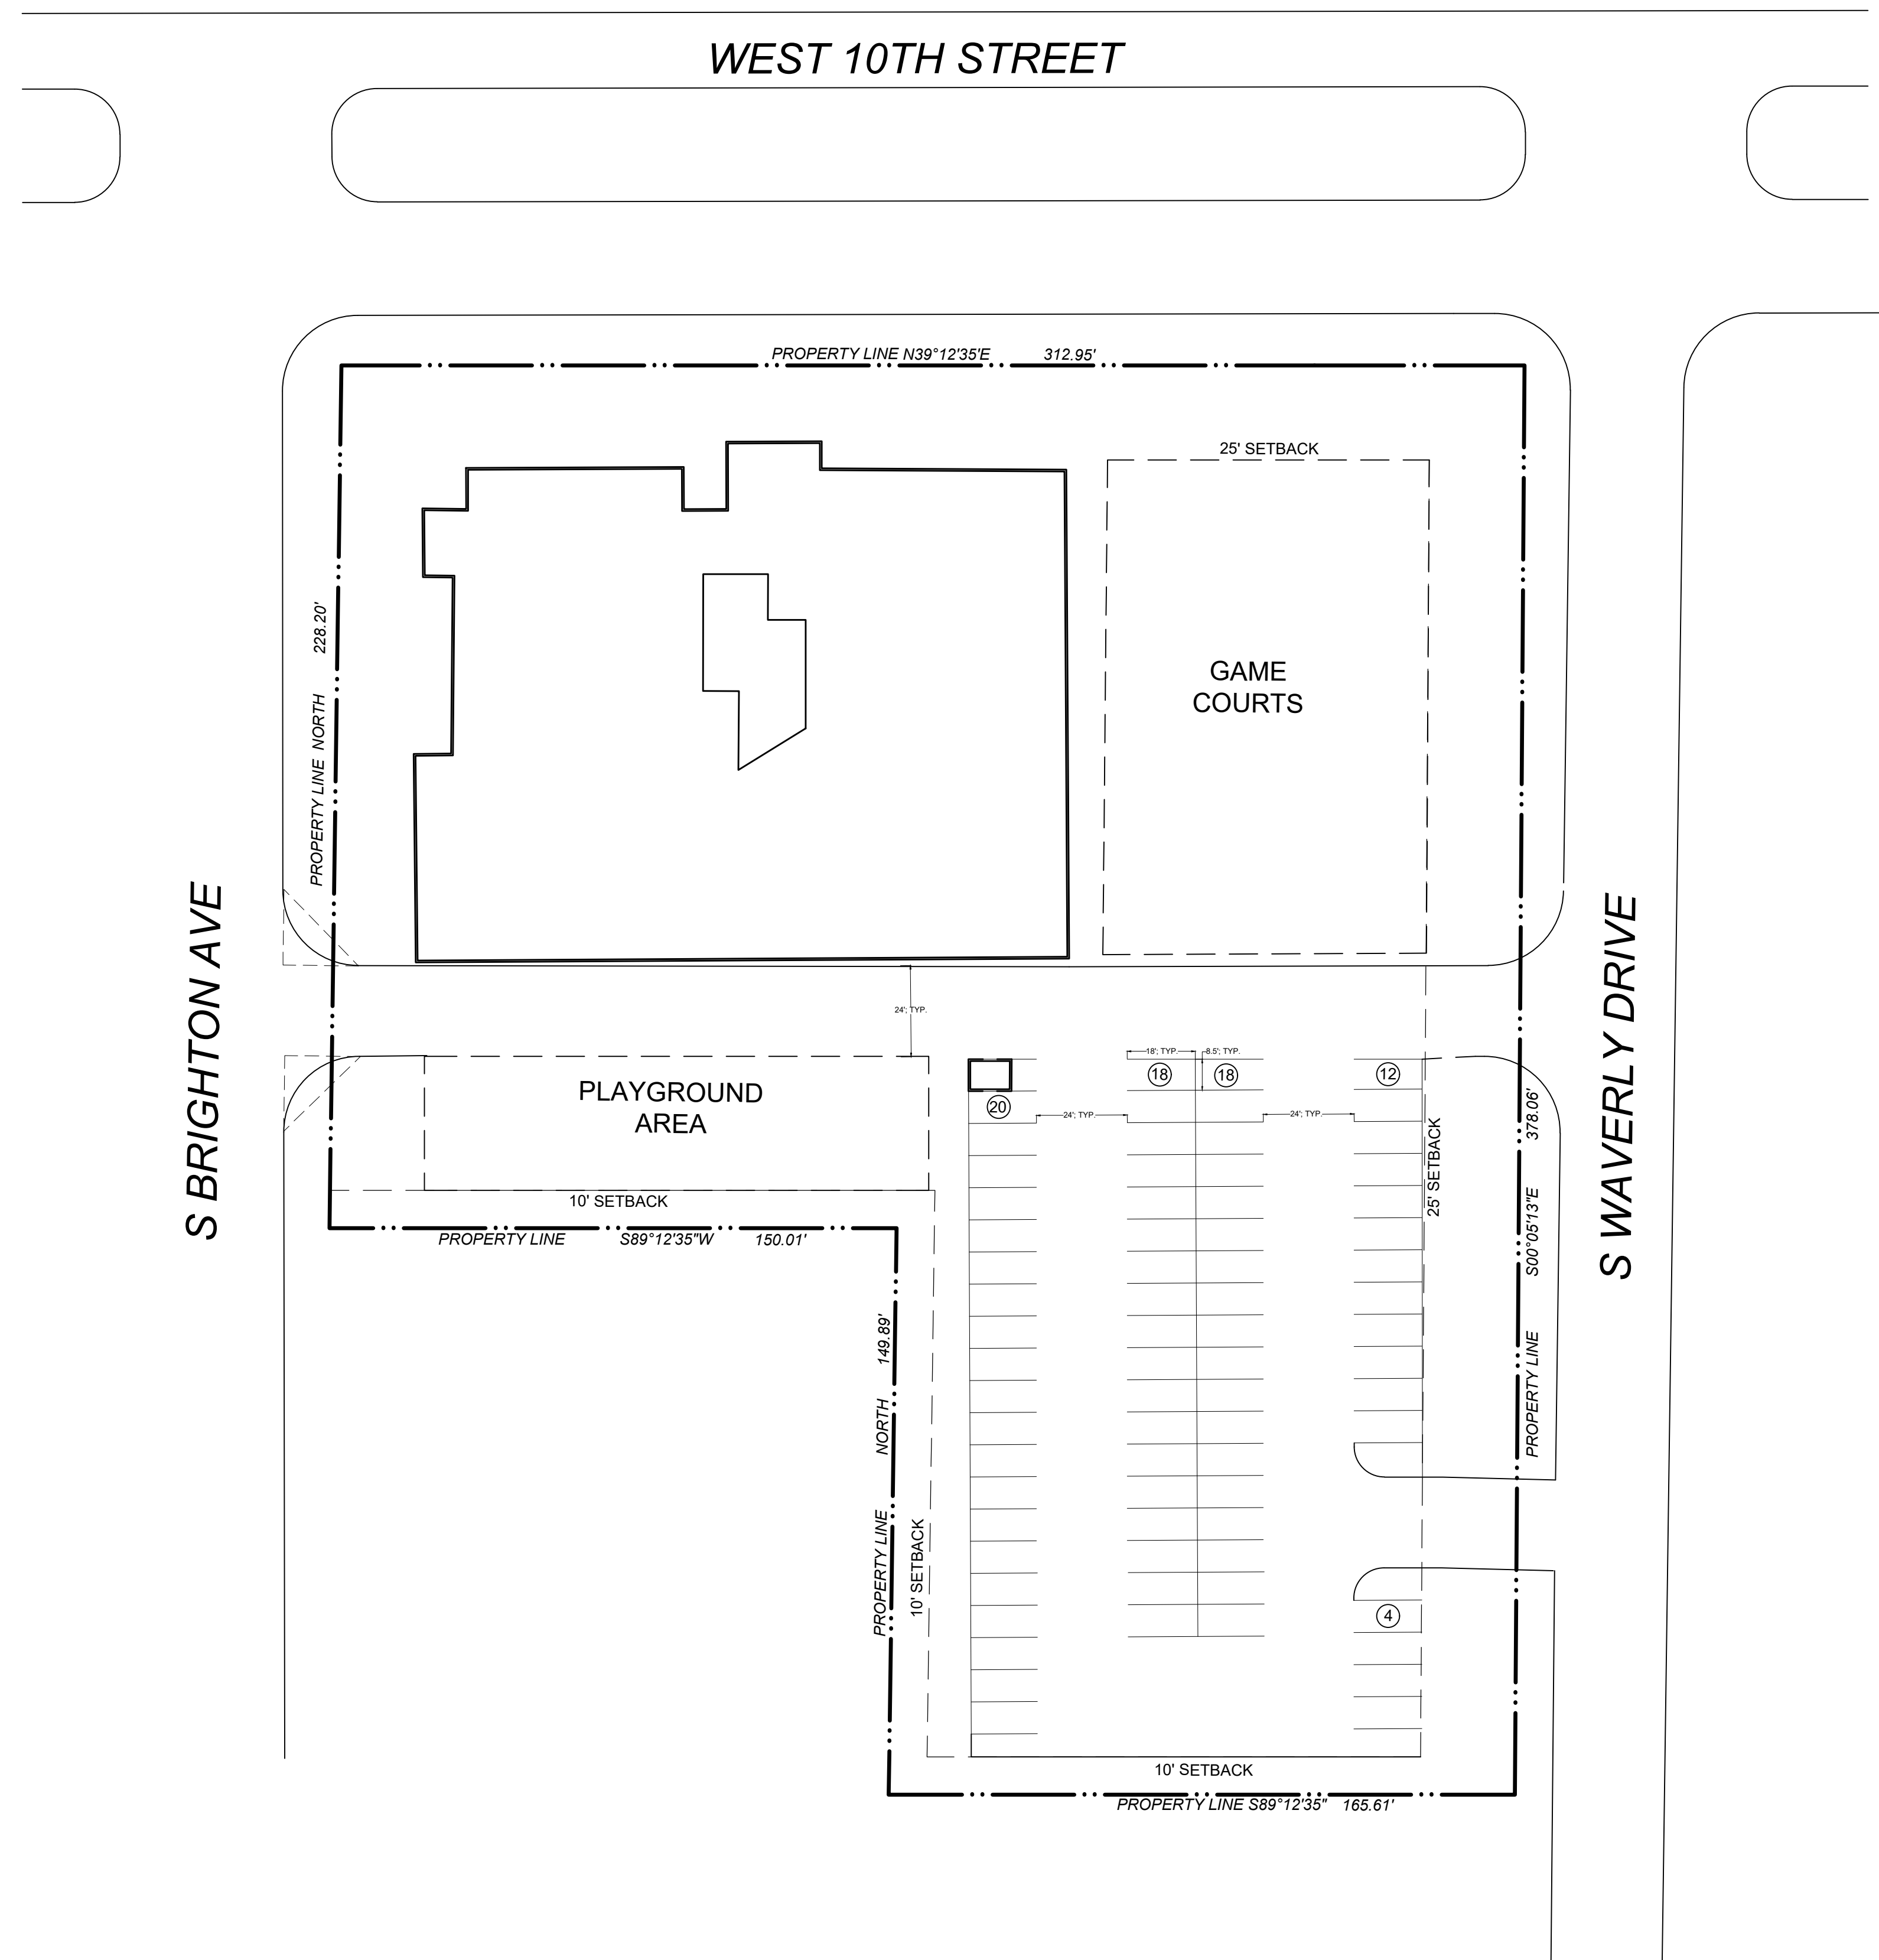 WEST 10TH STREET
PROPERTY LINE N39°12'35'E 312.95'
25' SETBACK
GAME
COURTS
PROPERTY LINE NORTH 228.20'
S BRIGHTON AVE
S WAVERLY DRIVE
24'; TYP.
18'; TYP.
8.5'; TYP.
18
18
12
20
24'; TYP.
24'; TYP.
PLAYGROUND
AREA
10' SETBACK
PROPERTY LINE S89°12'35"W 150.01'
25' SETBACK
PROPERTY LINE S00°05'13"E 378.06'
PROPERTY LINE NORTH 149.89'
10' SETBACK
4
10' SETBACK
PROPERTY LINE S89°12'35" 165.61'